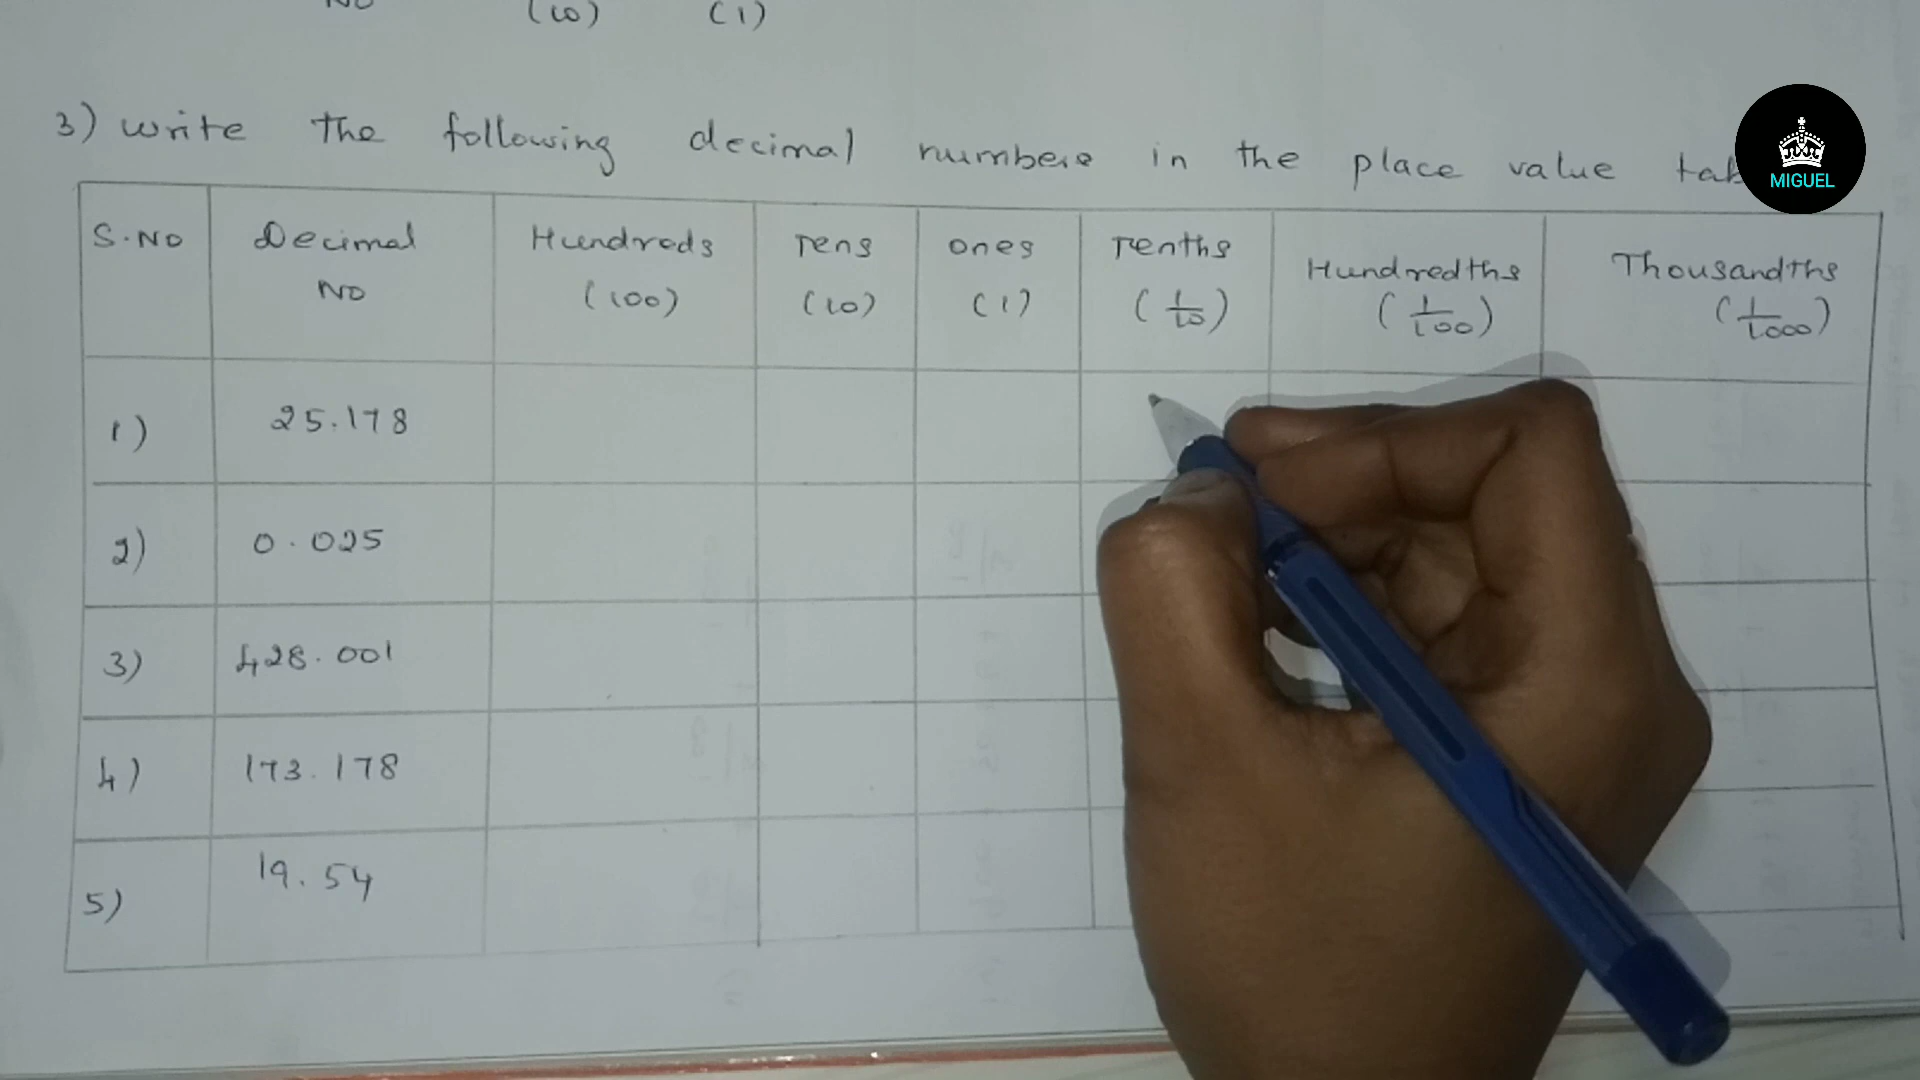 (10) (1)
3) Write the following decimal numbers in the place value
MIGUEL
S.NO Decimal NO Hundreds (100) Tens (10) ones (1) Tenths (1/10) Hundredths (1/100) Thousandths (1/1000)
1) 25.178
2) 0.025
3) 428.001
4) 173.178
5) 19.54